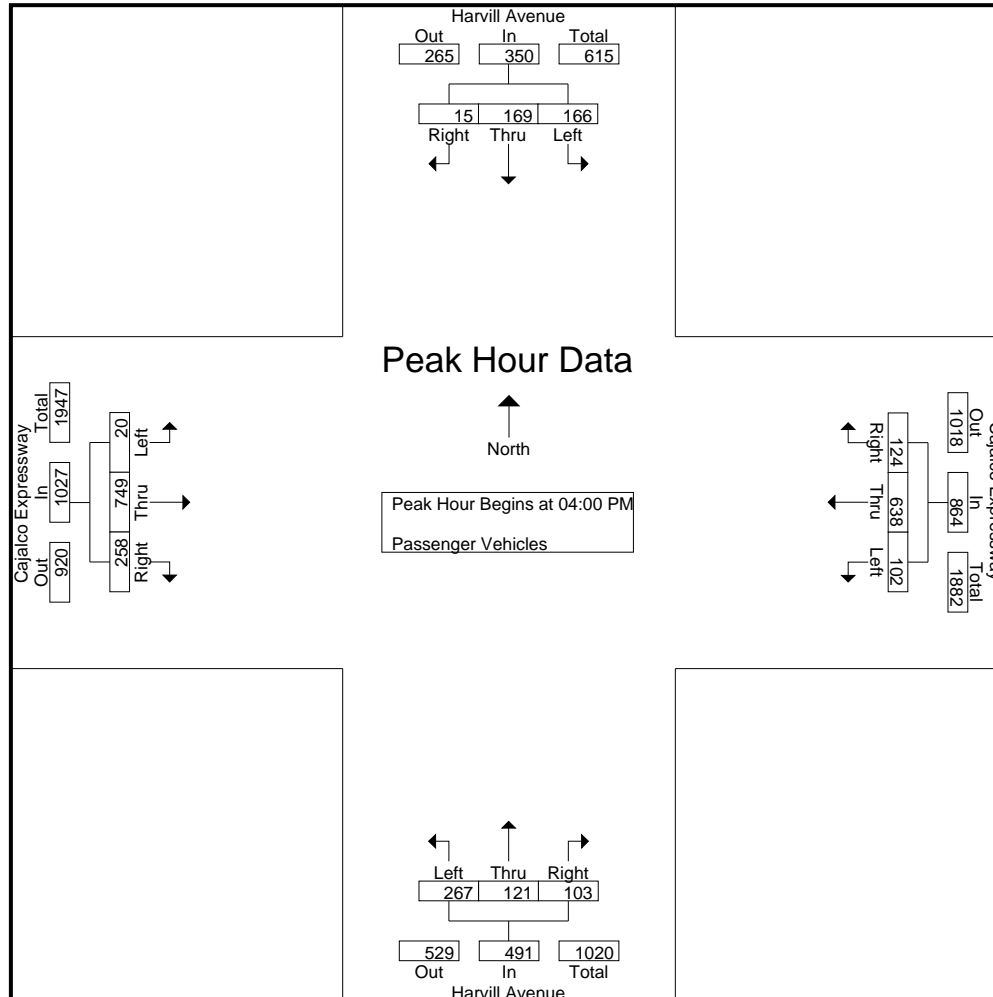 Harvill Avenue
Out In Total
265 350 615
15 169 166
Right Thru Left
Peak Hour Data
North
Peak Hour Begins at 04:00 PM
Passenger Vehicles
Cajalco Expressway
Out In Total
920 1027 1947
258 749 20
Right Thru Left
Cajalco Expressway
Out In Total
1018 864 1882
124 638 102
Right Thru Left
Left Thru Right
267 121 103
529 491 1020
Out In Total
Harvill Avenue